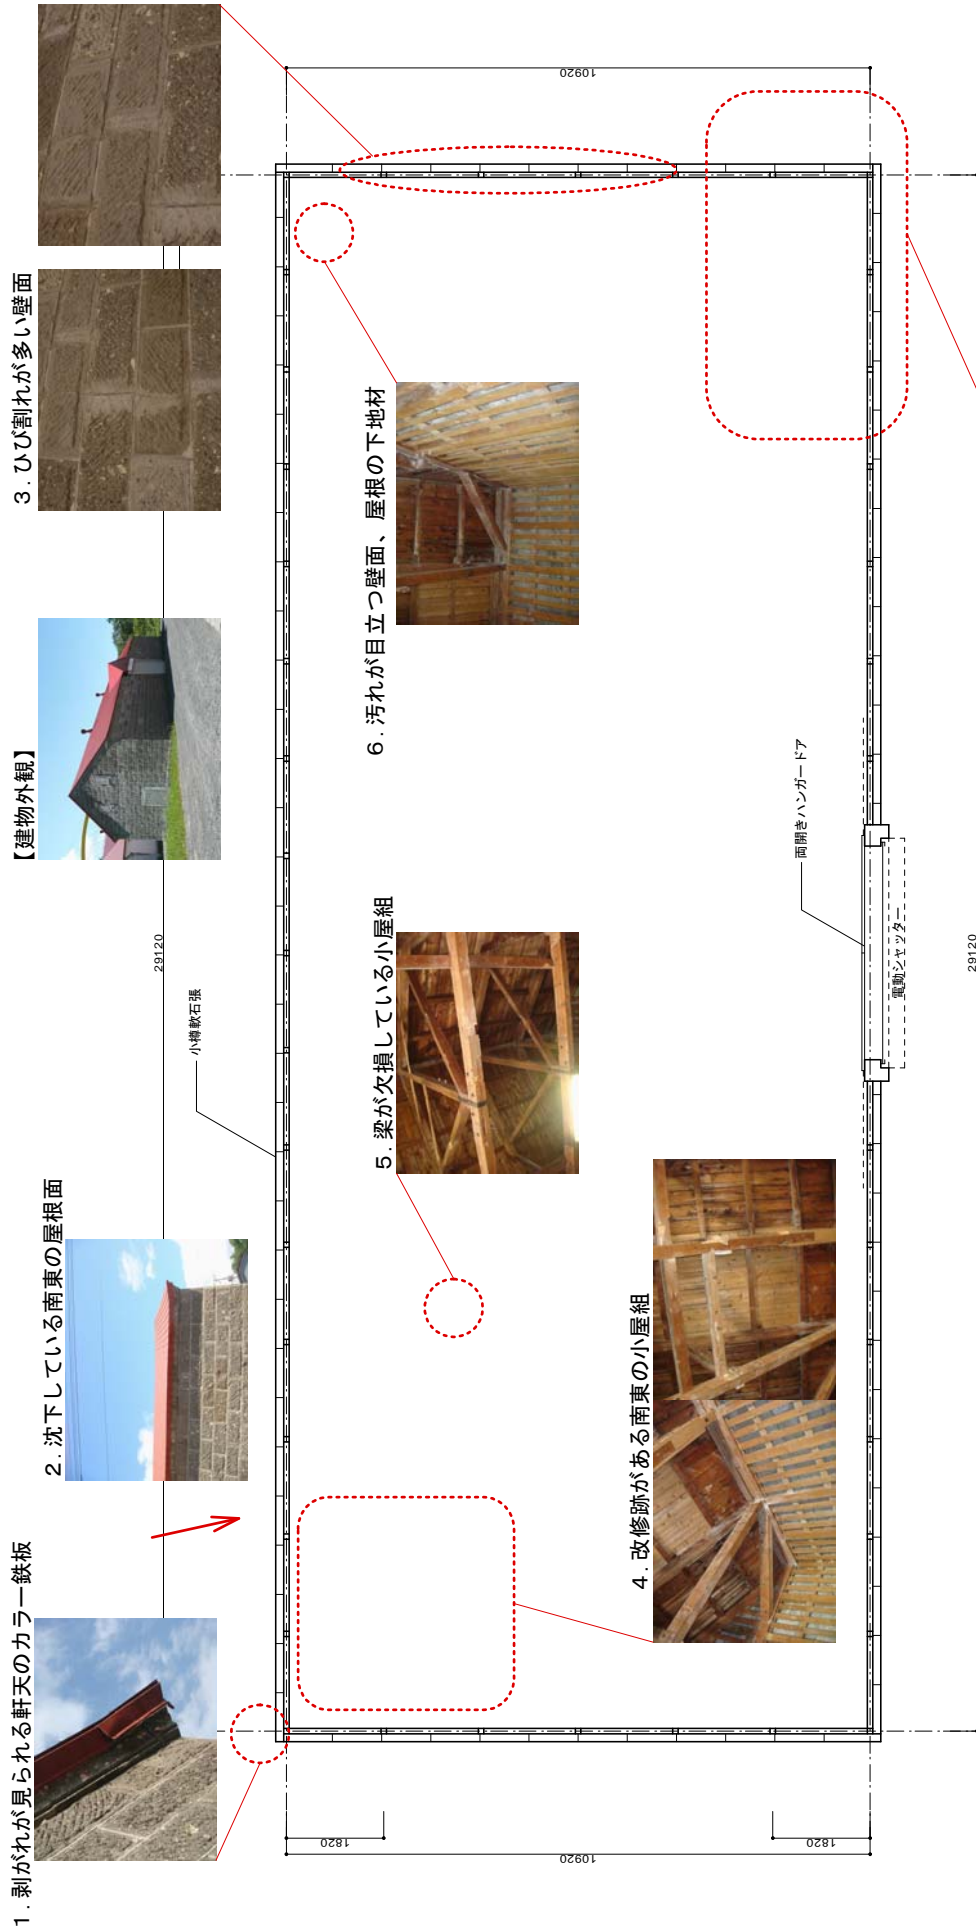 1．剥がれが見られる軒天のカラー鉄板
2．沈下している南東の屋根面
【建物外観】
3．ひび割れが多い壁面
29120
小樽軟石張
10920
5．梁が欠損している小屋組
6．汚れが目立つ壁面、屋根の下地材
4．改修跡がある南東の小屋組
両開きハンガードア
電動シャッター
1820
1820
10920
29120